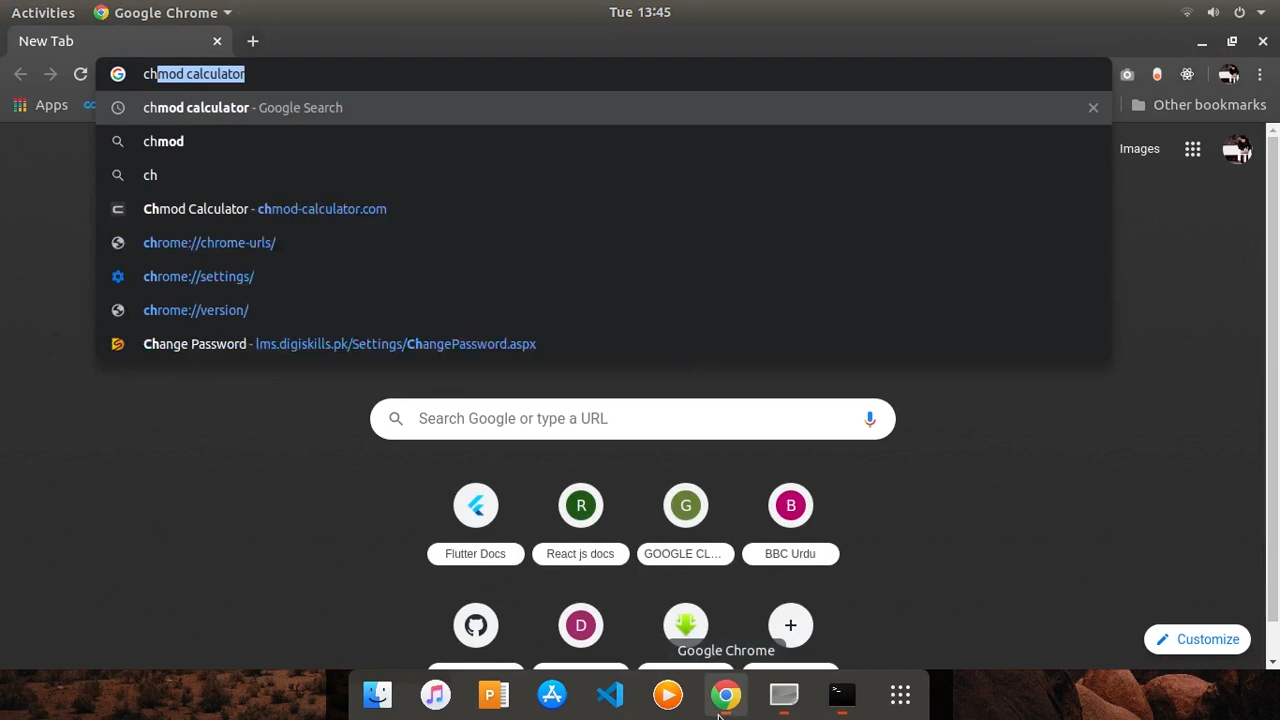 Activities
Google Chrome
Tue 13:45
New Tab
chmod calculator
Apps
Other bookmarks
chmod calculator - Google Search
chmod
ch
Chmod Calculator - chmod-calculator.com
chrome://chrome-urls/
chrome://settings/
chrome://version/
Change Password - lms.digiskills.pk/Settings/ChangePassword.aspx
Images
Search Google or type a URL
R
G
B
Flutter Docs
React js docs
GOOGLE CL...
BBC Urdu
D
Google Chrome
Customize